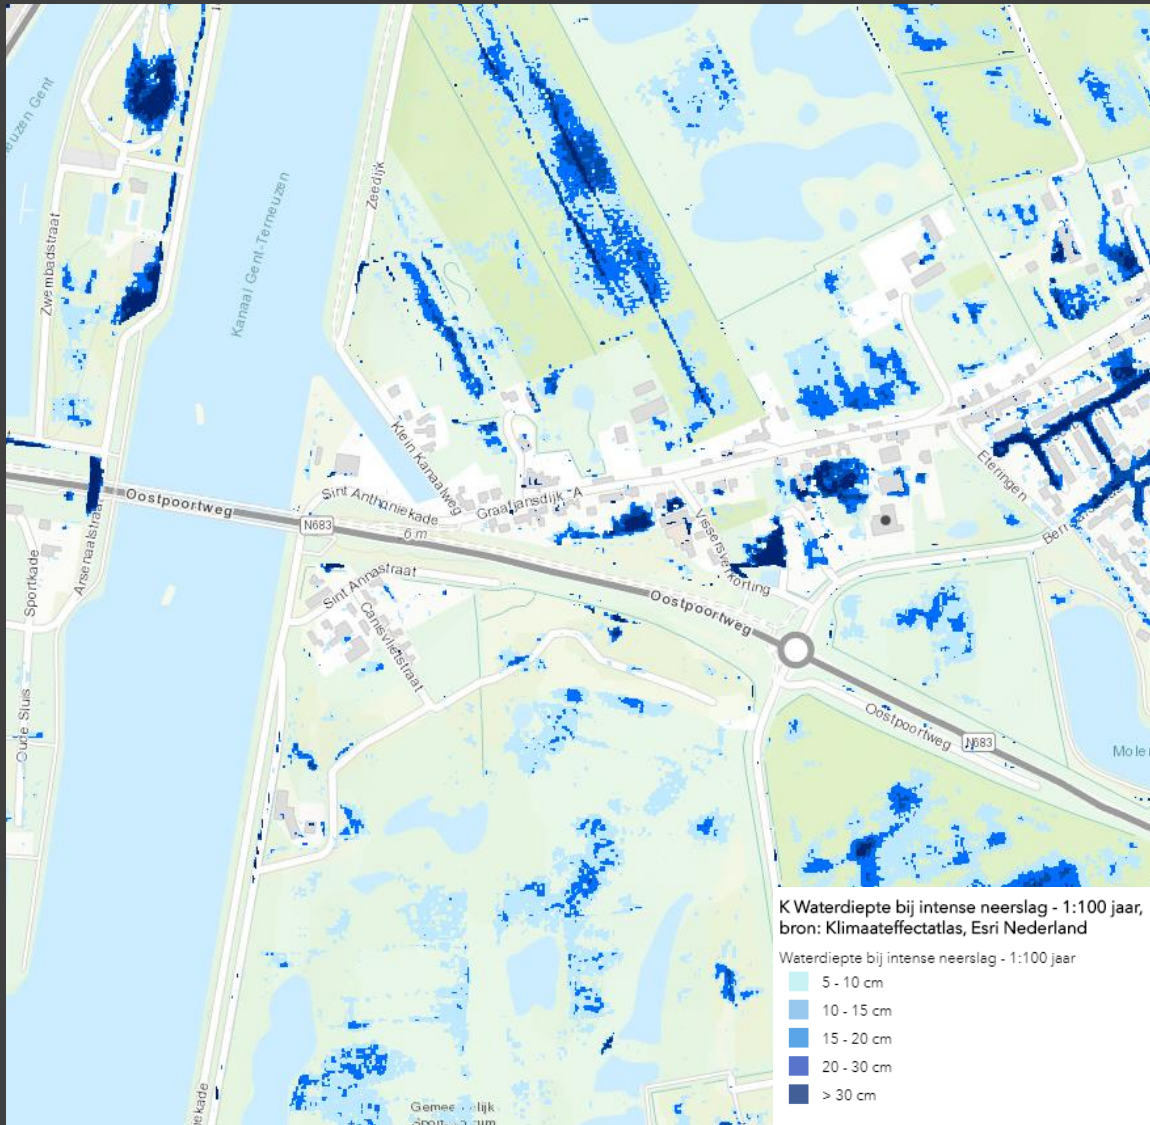 euzen Gent
Zwembadstraat
Kanaal Gent-Terneuzen
Zeedijk
Klein Kanaalweg
Graafjansdijk A
Sint Anthoniekade
6 m
Oostpoortweg
N683
Arsenaalstraat
Sportkade
Oude Sluis
Sint Annastraat
Canisvlietstraat
Vissersverkorting
Eteringen
Oostpoortweg
Oostpoortweg
N683
Molen
ekade
K Waterdiepte bij intense neerslag - 1:100 jaar,
bron: Klimaateffectatlas, Esri Nederland
Waterdiepte bij intense neerslag - 1:100 jaar
5 - 10 cm
10 - 15 cm
15 - 20 cm
20 - 30 cm
> 30 cm